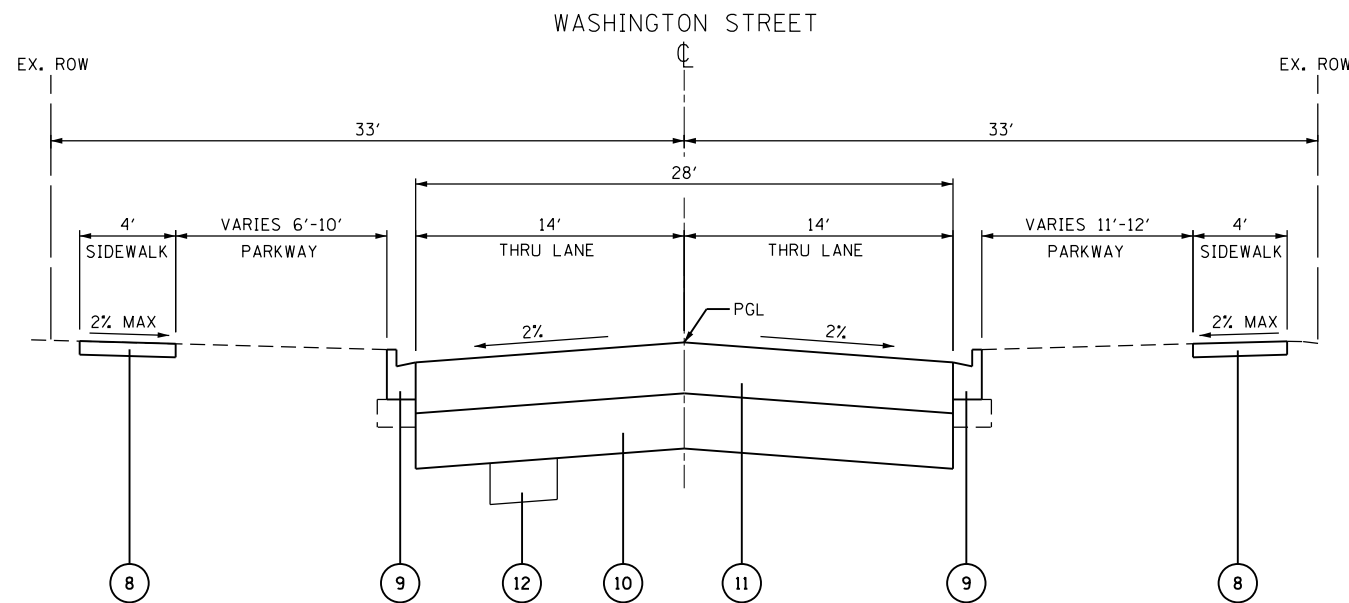 WASHINGTON STREET
℄
EX. ROW EX. ROW
33' 33'
28'
4' VARIES 6'-10' 14' 14' VARIES 11'-12' 4'
SIDEWALK PARKWAY THRU LANE THRU LANE PARKWAY SIDEWALK
PGL
2% MAX 2% 2% 2% MAX
8 9 12 10 11 9 8